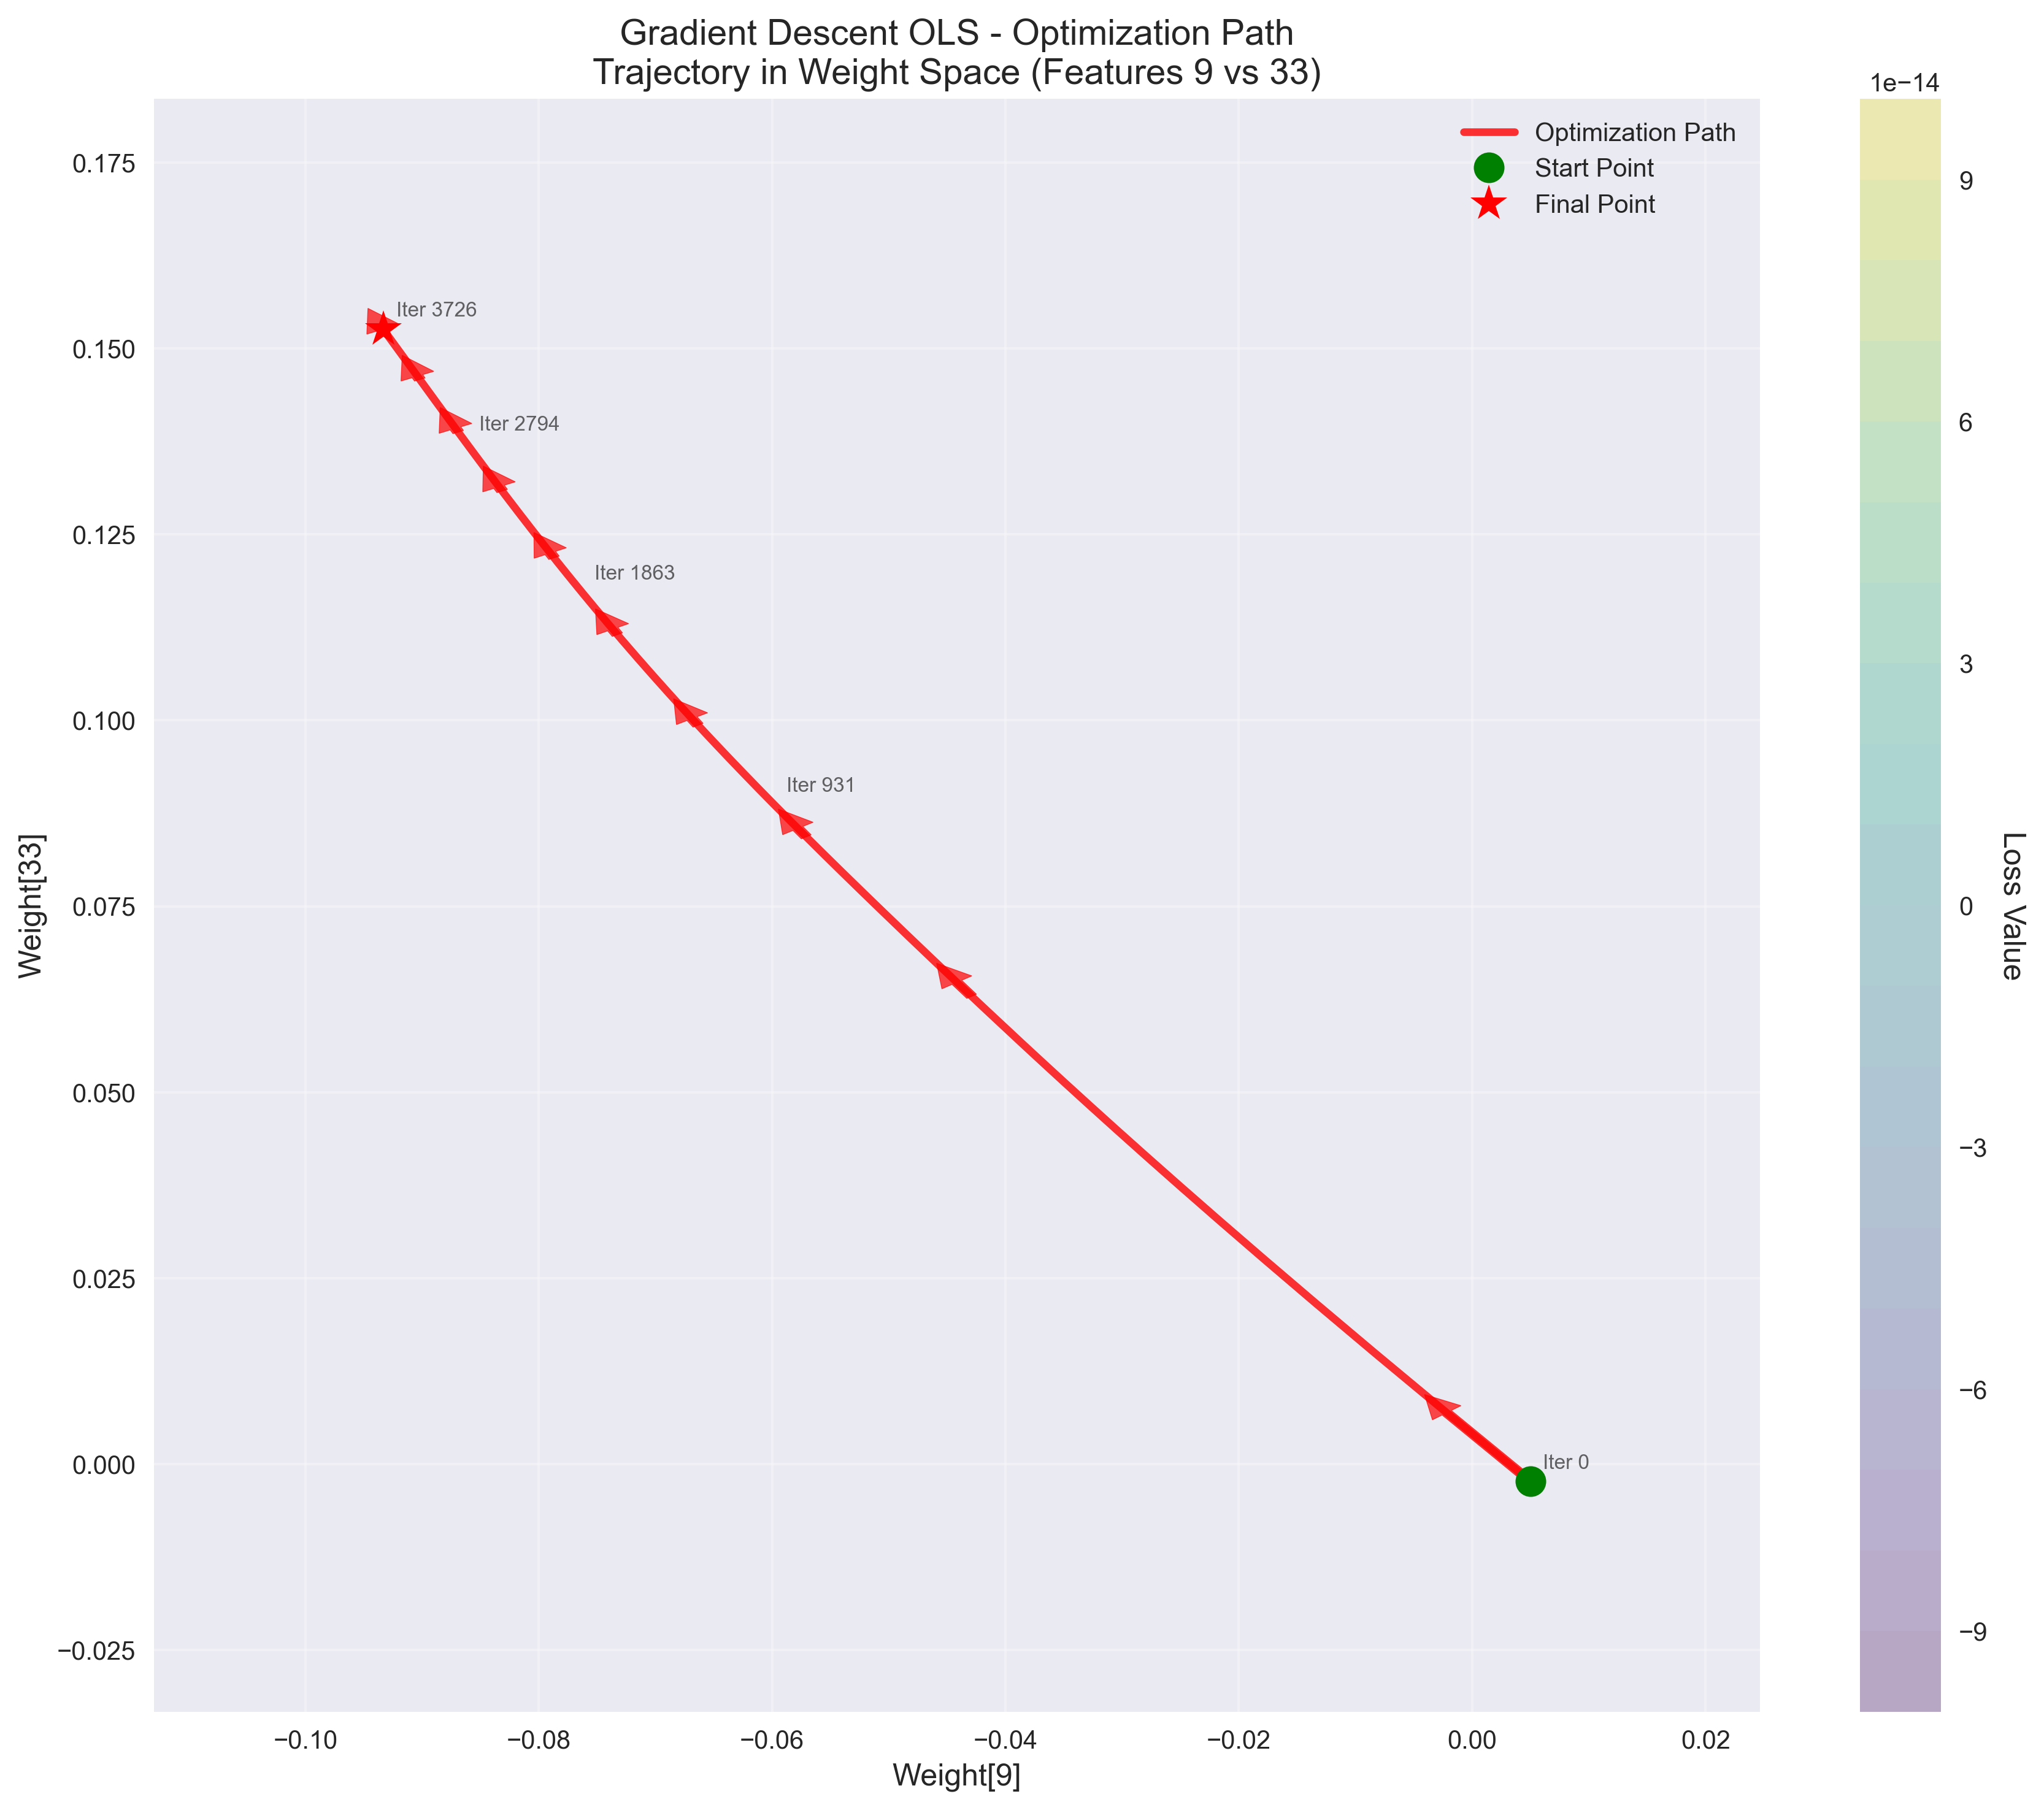 Gradient Descent OLS - Optimization Path
Trajectory in Weight Space (Features 9 vs 33)
1e−14
Optimization Path
Start Point
Final Point
0.175
0.150
0.125
0.100
0.075
0.050
0.025
0.000
−0.025
Weight[33]
Iter 3726
Iter 2794
Iter 1863
Iter 931
Iter 0
−0.10
−0.08
−0.06
−0.04
−0.02
0.00
0.02
Weight[9]
9
6
3
0
−3
−6
−9
Loss Value